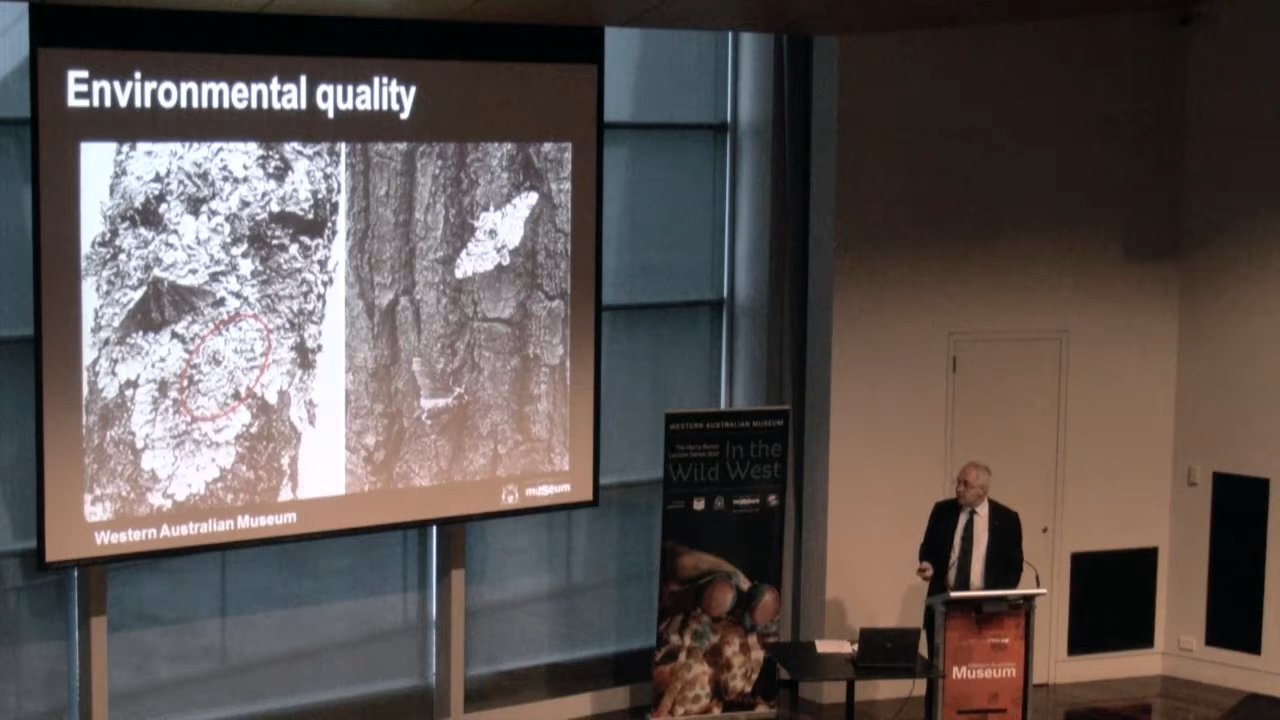 Environmental quality
museum
Western Australian Museum
WESTERN AUSTRALIAN MUSEUM
In the
Wild West
Museum